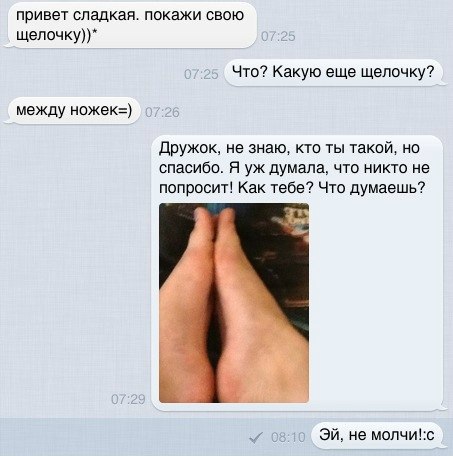 привет сладкая. покажи свою
щелочку))*
07:25
07:25
Что? Какую еще щелочку?
между ножек=)
07:26
Дружок, не знаю, кто ты такой, но
спасибо. Я уж думала, что никто не
попросит! Как тебе? Что думаешь?
07:29
08:10
Эй, не молчи!:с